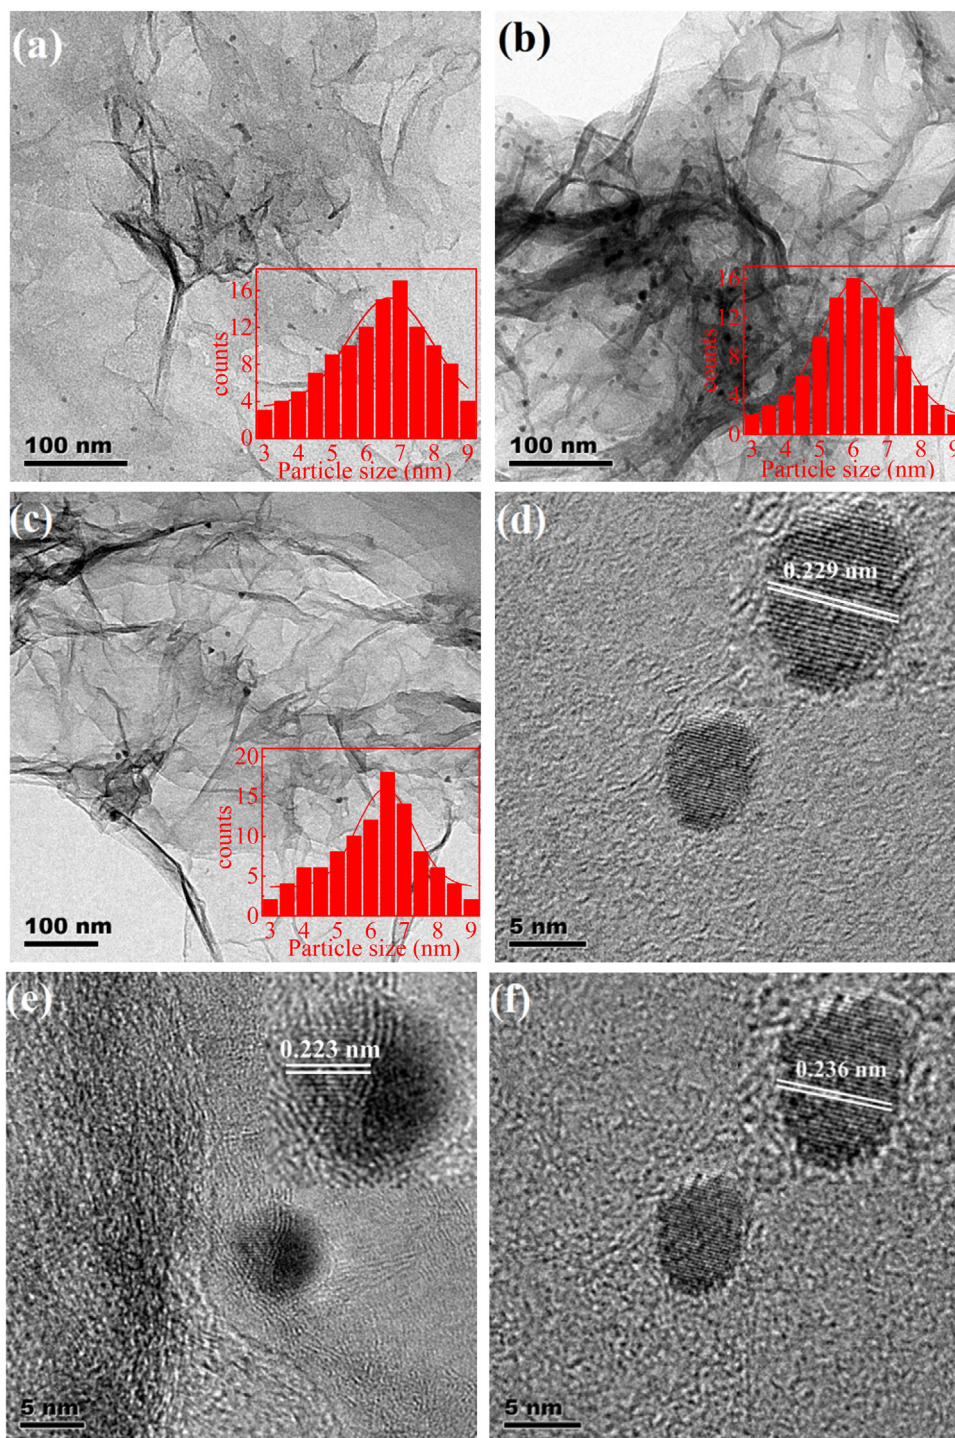 (a)
16
12
8
4
0
counts
3 4 5 6 7 8 9
Particle size (nm)
100 nm
(b)
16
12
8
4
0
counts
3 4 5 6 7 8 9
Particle size (nm)
100 nm
(c)
20
15
10
5
0
counts
3 4 5 6 7 8 9
Particle size (nm)
100 nm
(d)
0.229 nm
5 nm
(e)
0.223 nm
5 nm
(f)
0.236 nm
5 nm